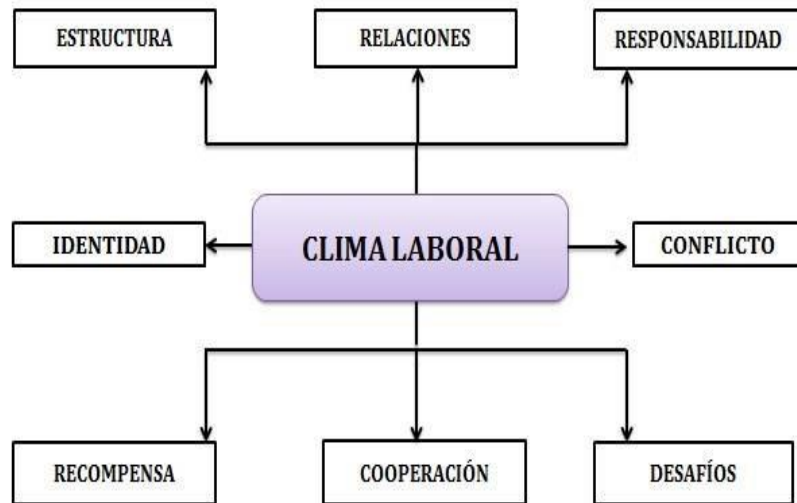 ESTRUCTURA
RELACIONES
RESPONSABILIDAD
IDENTIDAD
CLIMA LABORAL
CONFLICTO
RECOMPENSA
COOPERACIÓN
DESAFÍOS